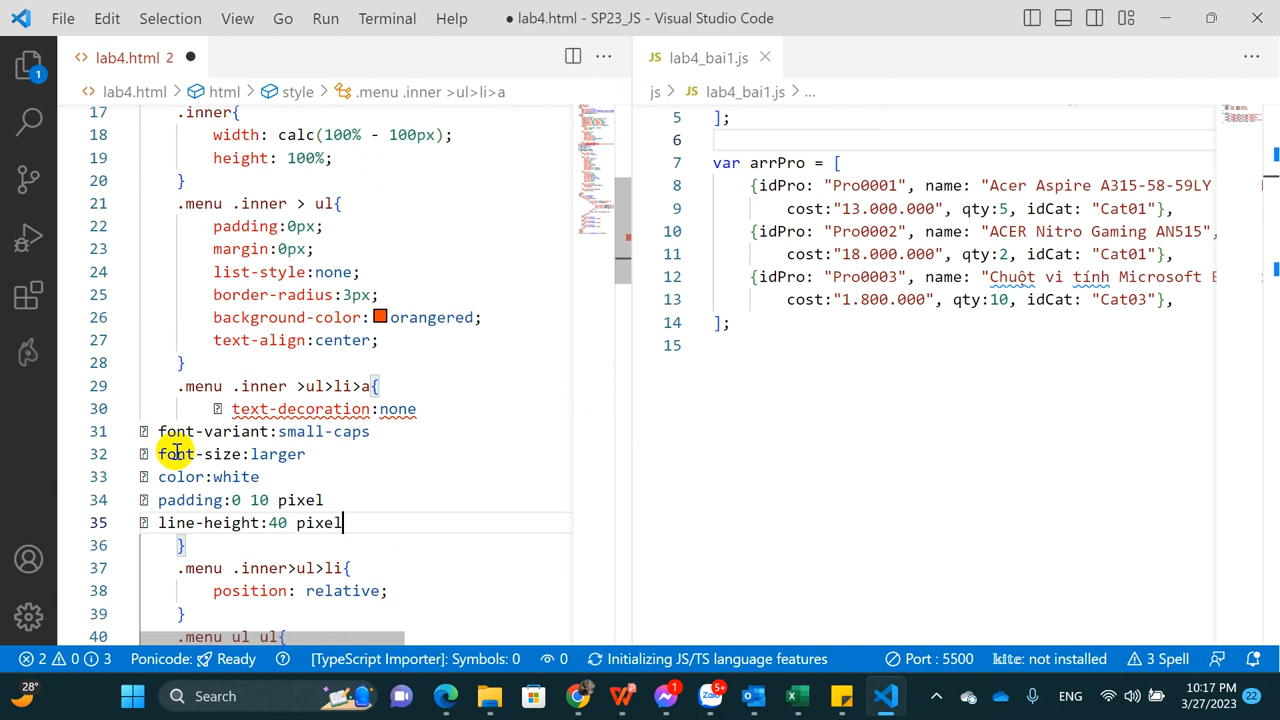 File Edit Selection View Go Run Terminal Help ● lab4.html - SP23_JS - Visual Studio Code
<> lab4.html 2 ●
JS lab4_bai1.js ×
1
<> lab4.html > html > style > .menu .inner >ul>li>a
js > JS lab4_bai1.js > ...
17 .inner{
18 width: calc(100% - 100px);
19 height: 100%;
20 }
21 .menu .inner > ul{
22 padding:0px;
23 margin:0px;
24 list-style:none;
25 border-radius:3px;
26 background-color: orangered;
27 text-align:center;
28 }
29 .menu .inner >ul>li>a{
30 text-decoration:none
31 font-variant:small-caps
32 font-size:larger
33 color:white
34 padding:0 10 pixel
35 line-height:40 pixel
36 }
37 .menu .inner>ul>li{
38 position: relative;
39 }
40 .menu ul ul{
5 ];
6
7 var arrPro = [
8 {idPro: "Pro0001", name: "Acer Aspire A315-58-59LY
9 cost:"13.000.000", qty:5, idCat: "Cat01"},
10 {idPro: "Pro0002", name: "ACER Nitro Gaming AN515",
11 cost:"18.000.000", qty:2, idCat: "Cat01"},
12 {idPro: "Pro0003", name: "Chuột vi tính Microsoft
13 cost:"1.800.000", qty:10, idCat: "Cat03"},
14 ];
15
2 0 3 Ponicode: Ready [TypeScript Importer]: Symbols: 0 0 Initializing JS/TS language features Port : 5500 kite: not installed 3 Spell
28° Search 1 5+ ENG 10:17 PM 22
3/27/2023